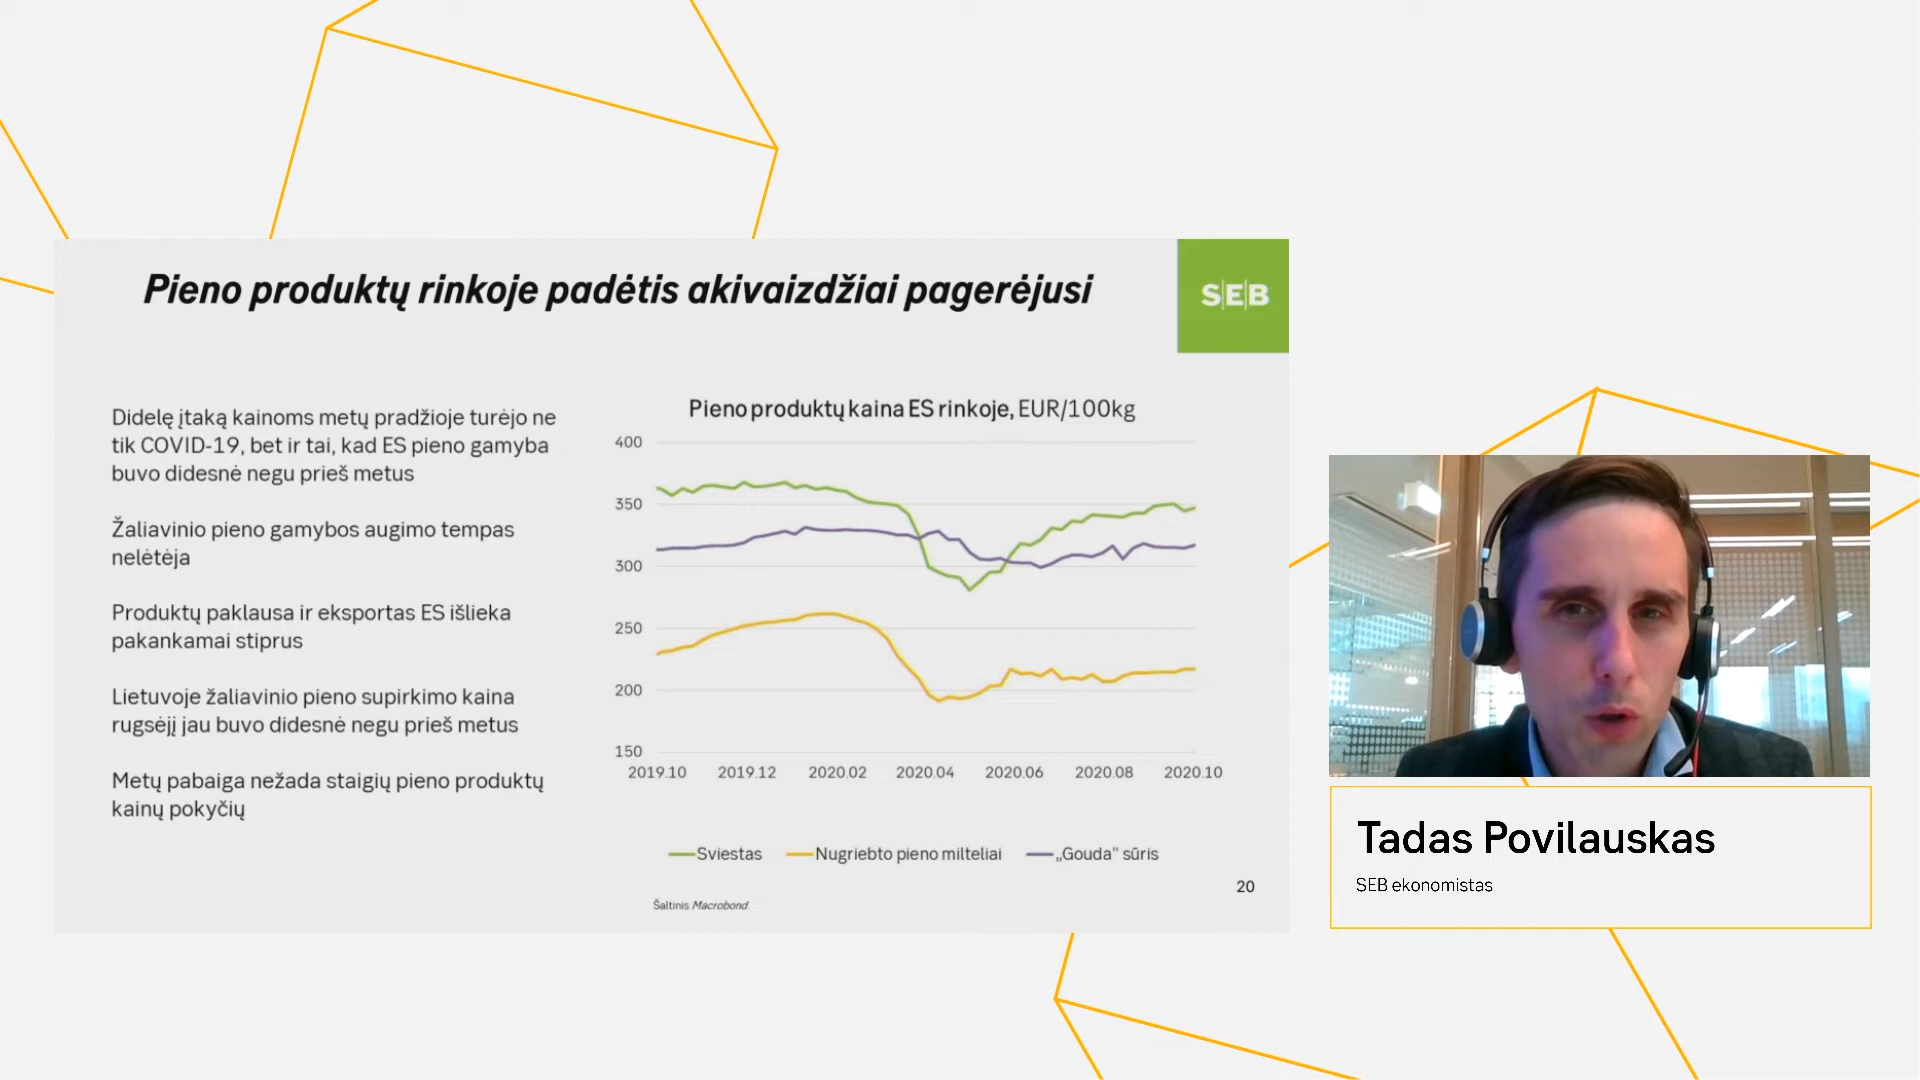 Pieno produktų rinkoje padėtis akivaizdžiai pagerėjusi
S|E|B
Didelę įtaką kainoms metų pradžioje turėjo ne
tik COVID-19, bet ir tai, kad ES pieno gamyba
buvo didesnė negu prieš metus
Žaliavinio pieno gamybos augimo tempas
nelėtėja
Produktų paklausa ir eksportas ES išlieka
pakankamai stiprus
Lietuvoje žaliavinio pieno supirkimo kaina
rugsėjį jau buvo didesnė negu prieš metus
Metų pabaiga nežada staigių pieno produktų
kainų pokyčių
Pieno produktų kaina ES rinkoje, EUR/100kg
400
350
300
250
200
150
2019.10 2019.12 2020.02 2020.04 2020.06 2020.08 2020.10
Sviestas Nugriebto pieno milteliai „Gouda" sūris
Šaltinis Macrobond.
20
Tadas Povilauskas
SEB ekonomistas